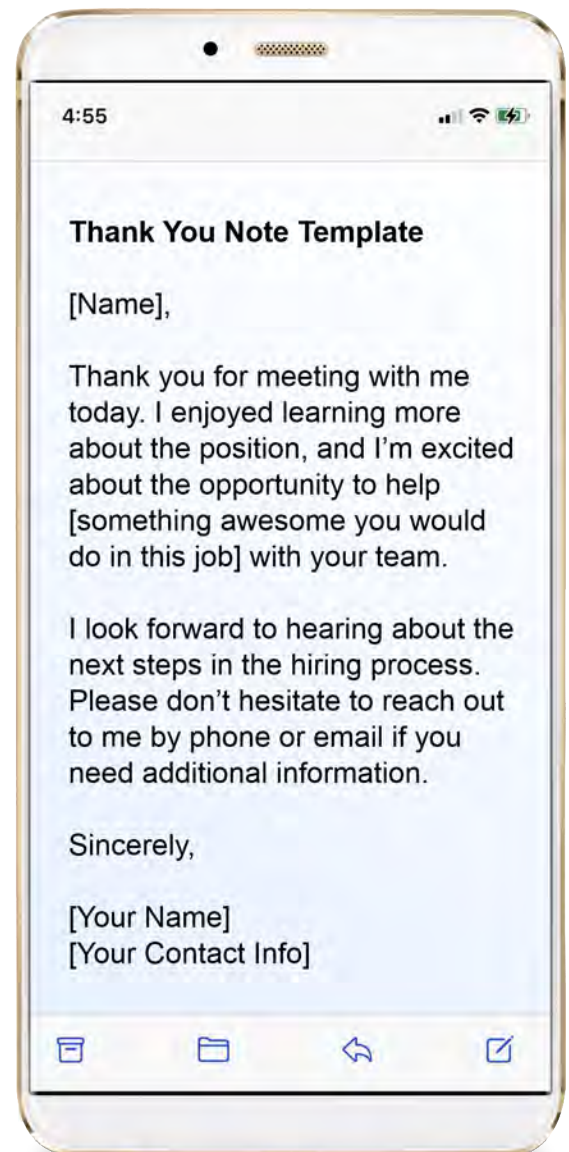 4:55
Thank You Note Template
[Name],
Thank you for meeting with me
today. I enjoyed learning more
about the position, and I'm excited
about the opportunity to help
[something awesome you would
do in this job] with your team.
I look forward to hearing about the
next steps in the hiring process.
Please don't hesitate to reach out
to me by phone or email if you
need additional information.
Sincerely,
[Your Name]
[Your Contact Info]